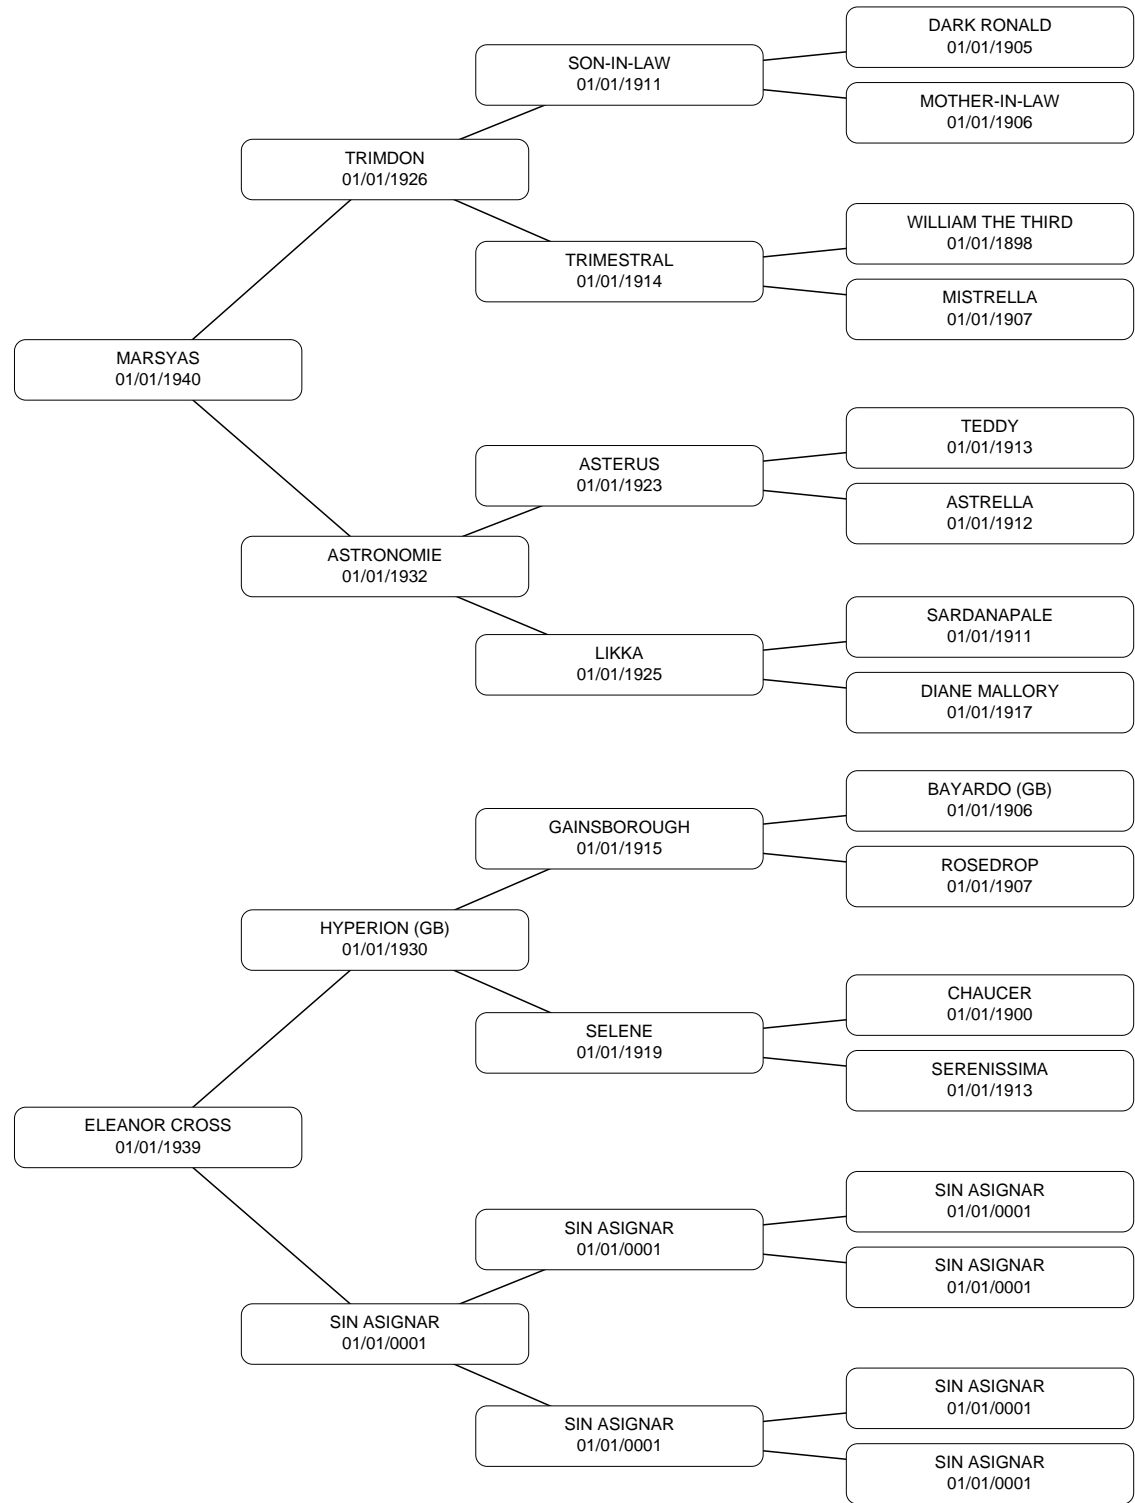 DARK RONALD
01/01/1905
SON-IN-LAW
01/01/1911
MOTHER-IN-LAW
01/01/1906
TRIMDON
01/01/1926
WILLIAM THE THIRD
01/01/1898
TRIMESTRAL
01/01/1914
MISTRELLA
01/01/1907
MARSYAS
01/01/1940
TEDDY
01/01/1913
ASTERUS
01/01/1923
ASTRELLA
01/01/1912
ASTRONOMIE
01/01/1932
SARDANAPALE
01/01/1911
LIKKA
01/01/1925
DIANE MALLORY
01/01/1917
BAYARDO (GB)
01/01/1906
GAINSBOROUGH
01/01/1915
ROSEDROP
01/01/1907
HYPERION (GB)
01/01/1930
CHAUCER
01/01/1900
SELENE
01/01/1919
SERENISSIMA
01/01/1913
ELEANOR CROSS
01/01/1939
SIN ASIGNAR
01/01/0001
SIN ASIGNAR
01/01/0001
SIN ASIGNAR
01/01/0001
SIN ASIGNAR
01/01/0001
SIN ASIGNAR
01/01/0001
SIN ASIGNAR
01/01/0001
SIN ASIGNAR
01/01/0001